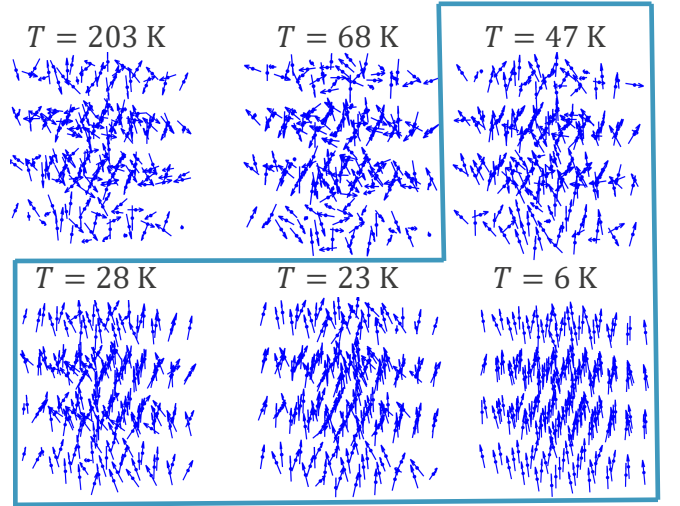 T = 203 K
T = 68 K
T = 47 K
T = 28 K
T = 23 K
T = 6 K